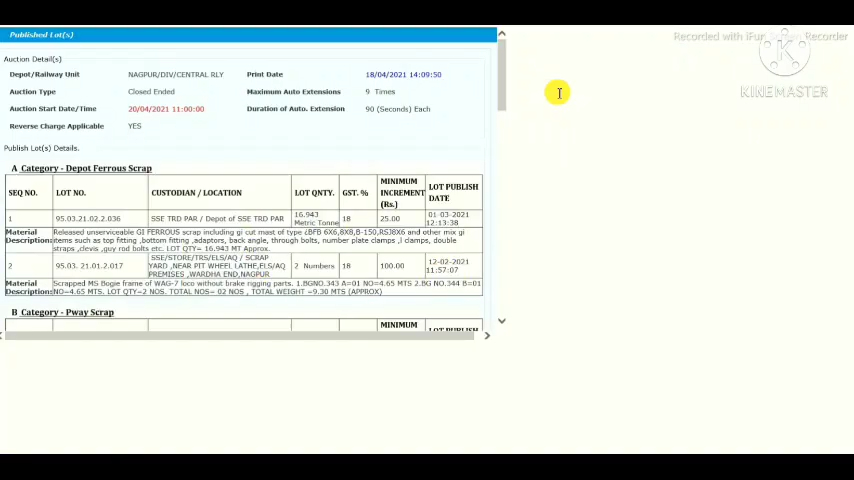 Published Lot(s)
Recorded with iFun Screen Recorder
KINEMASTER
Auction Detail(s)
Depot/Railway Unit NAGPUR/DIV/CENTRAL RLY Print Date 18/04/2021 14:09:50
Auction Type Closed Ended Maximum Auto Extensions 9 Times
Auction Start Date/Time 20/04/2021 11:00:00 Duration of Auto. Extension 90 (Seconds) Each
Reverse Charge Applicable YES
Publish Lot(s) Details.
A Category - Depot Ferrous Scrap
SEQ NO. LOT NO. CUSTODIAN / LOCATION LOT QNTY. GST. % MINIMUM INCREMENT (Rs.) LOT PUBLISH DATE
1 95.03.21.02.2.036 SSE TRD PAR / Depot of SSE TRD PAR 16.943 Metric Tonne 18 25.00 01-03-2021 12:13:38
Material Description: Released unserviceable GI FERROUS scrap including gi cut mast of type ¿BFB 6X6,8X8,B-150,RSJ8X6 and other mix gi
items such as top fitting ,bottom fitting ,adaptors, back angle, through bolts, number plate clamps ,l clamps, double
straps ,clevis ,guy rod bolts etc. LOT QTY= 16.943 MT Approx.
2 95.03. 21.01.2.017 SSE/STORE/TRS/ELS/AQ / SCRAP YARD ,NEAR PIT WHEEL LATHE,ELS/AQ PREMISES ,WARDHA END,NAGPUR 2 Numbers 18 100.00 12-02-2021 11:57:07
Material Description: Scrapped MS Bogie frame of WAG-7 loco without brake rigging parts. 1.BGNO.343 A=01 NO=4.65 MTS 2.BG NO.344 B=01
NO=4.65 MTS. LOT QTY=2 NOS. TOTAL NOS= 02 NOS , TOTAL WEIGHT =9.30 MTS (APPROX)
B Category - Pway Scrap
MINIMUM LOT PUBLISH